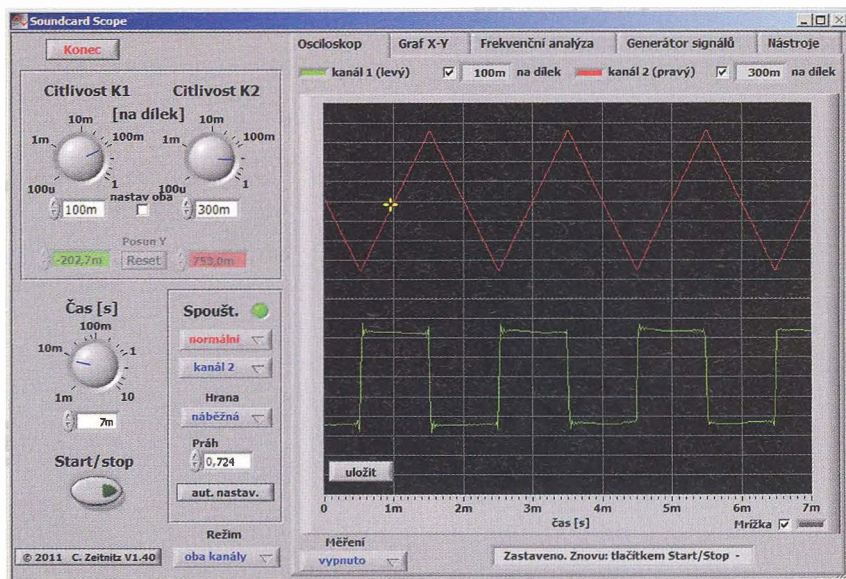 Soundcard Scope
Konec
Osciloskop Graf X-Y Frekvenční analýza Generátor signálů Nástroje
kanál 1 (levý) 100m na dílek kanál 2 (pravý) 300m na dílek
Citlivost K1 Citlivost K2
[na dílek]
10m 10m
1m 100m 1m 100m
100u 1 100u 1
nastav oba
100m 300m
Posun Y
-202,7m Reset 753,0m
Čas [s]
100m
10m 1
1m 10
7m
Start/stop
Spoušt.
normální
kanál 2
Hrana
náběžná
Práh
0,724
aut. nastav.
Režim
oba kanály
© 2011 C. Zeitnitz V1.40
uložit
0 1m 2m 3m 4m 5m 6m 7m
čas [s]
Mřížka
Měření
vypnuto
Zastaveno. Znovu: tlačítkem Start/Stop -